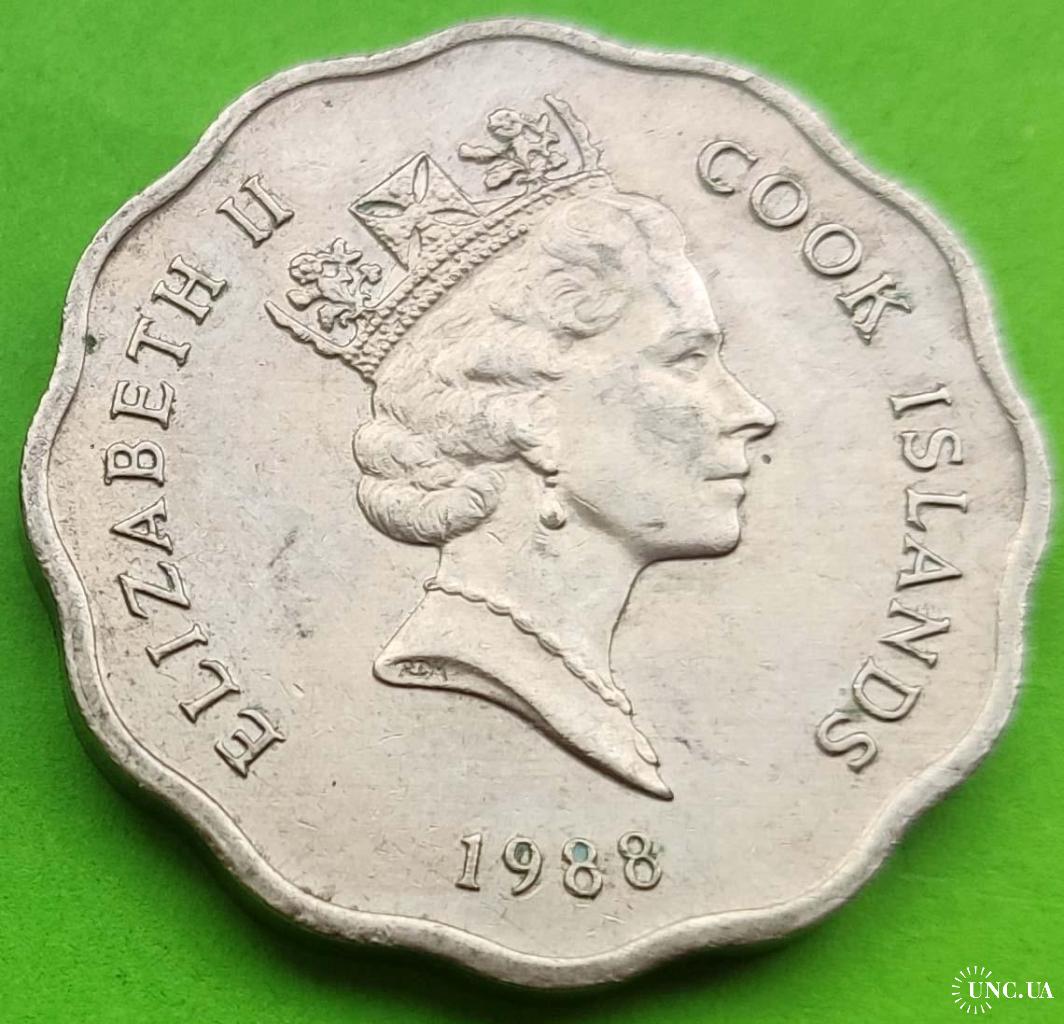 ELIZABETH II
COOK ISLANDS
RDM
1988
UNC.UA